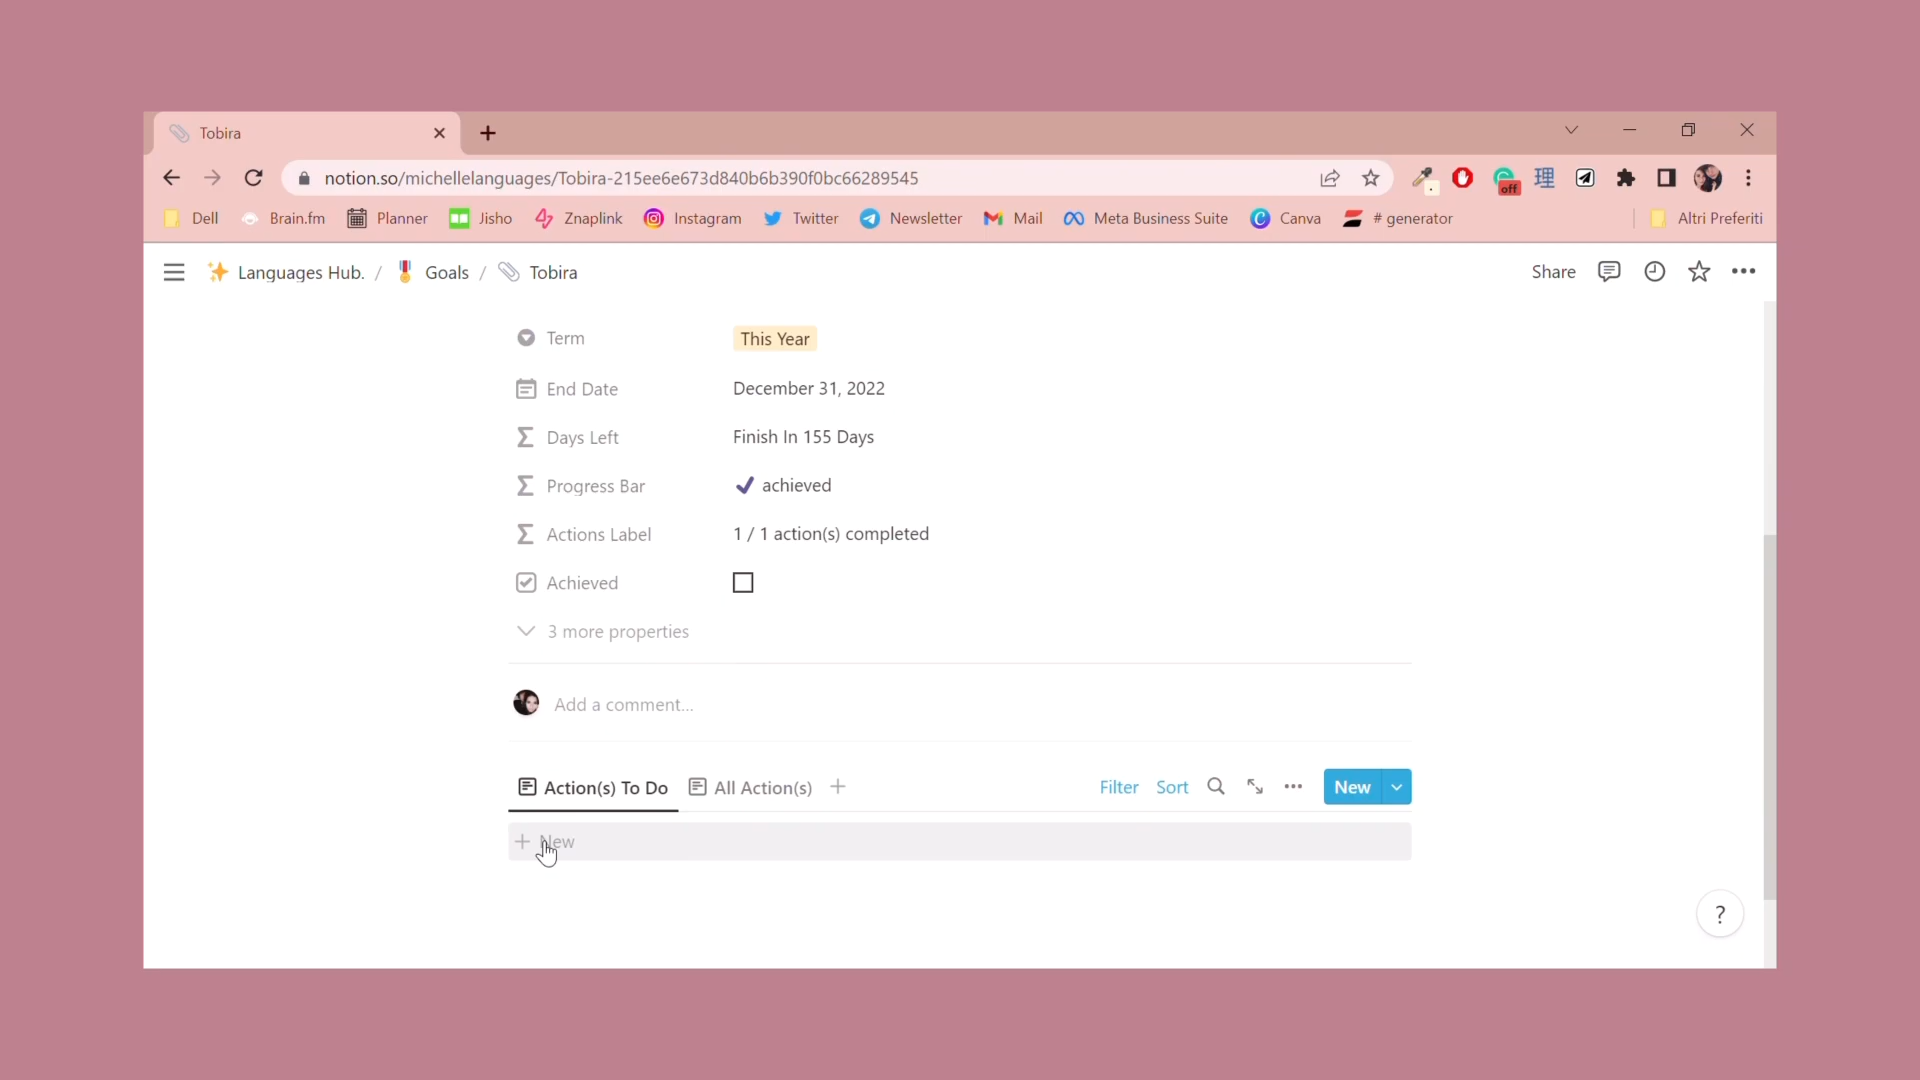 Tobira
notion.so/michellelanguages/Tobira-215ee6e673d840b6b390f0bc66289545
off
理
Dell Brain.fm Planner Jisho Znaplink Instagram Twitter Newsletter Mail Meta Business Suite Canva # generator Altri Preferiti
Languages Hub. / Goals / Tobira
Share
Term This Year
End Date December 31, 2022
Days Left Finish In 155 Days
Progress Bar achieved
Actions Label 1 / 1 action(s) completed
Achieved
3 more properties
Add a comment...
Action(s) To Do All Action(s) Filter Sort New
New
?